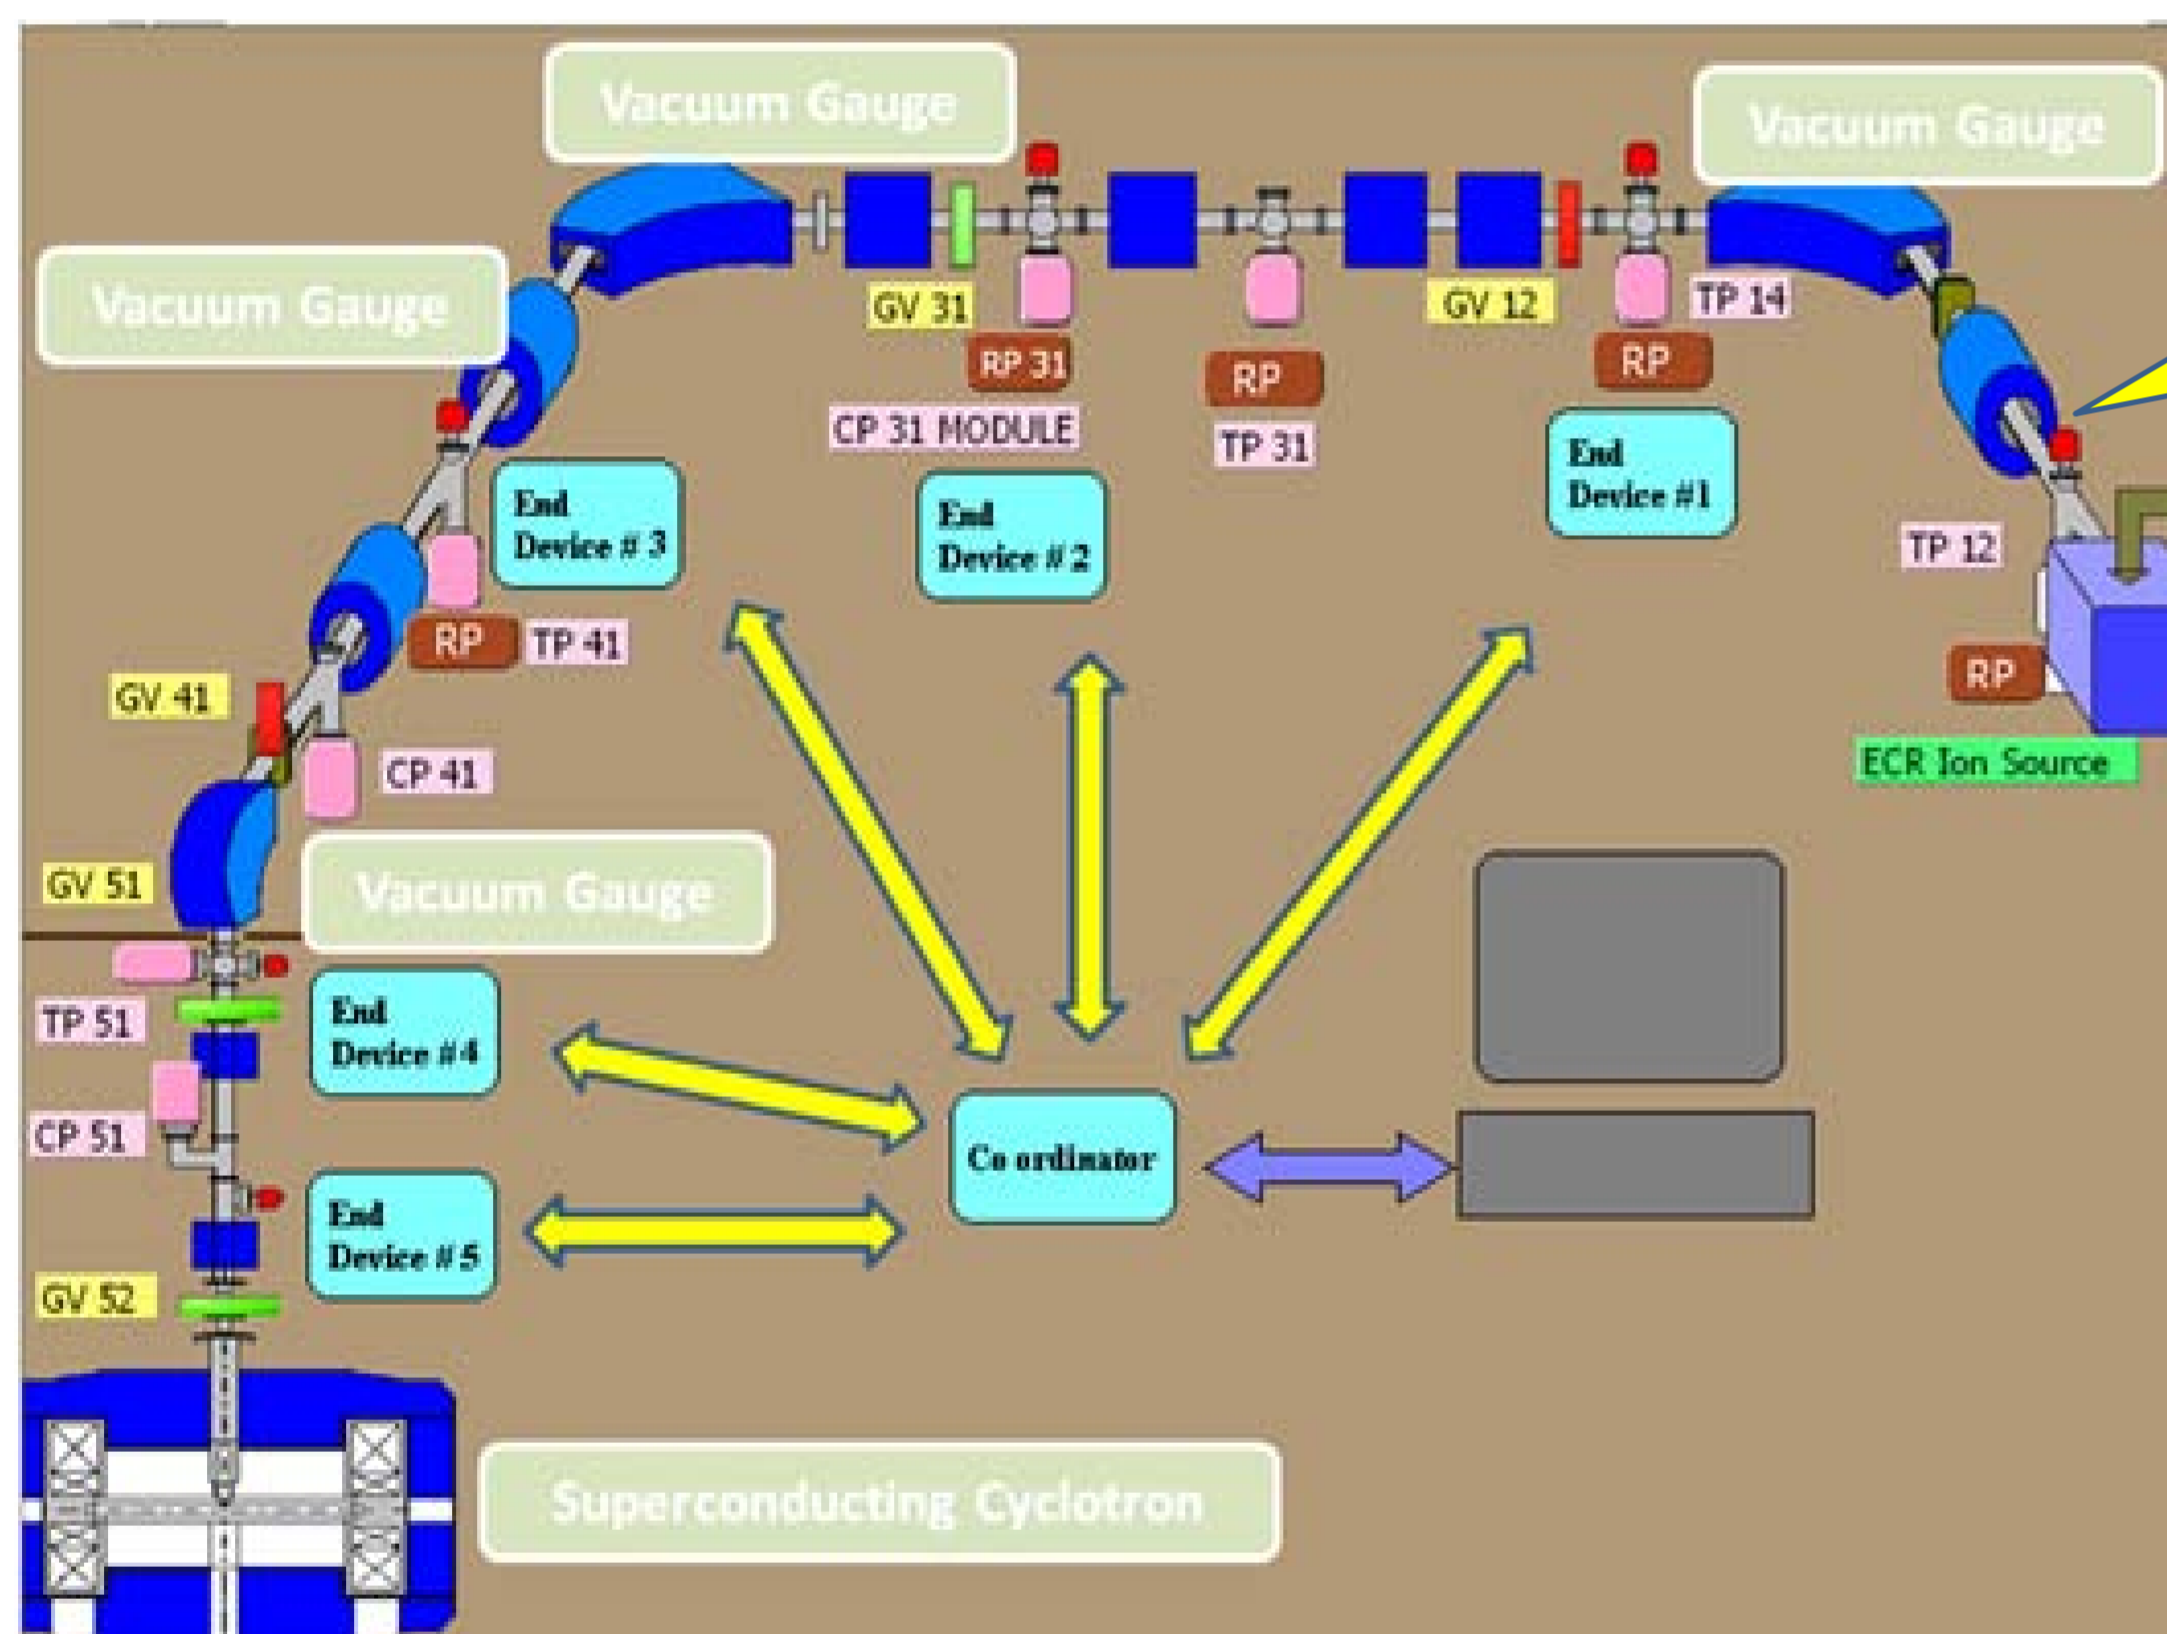 Vacuum Gauge
Vacuum Gauge
Vacuum Gauge
GV 31
GV 12
TP 14
RP 31
RP
RP
CP 31 MODULE
TP 31
End
Device #1
End
Device # 2
End
Device # 3
TP 12
RP
TP 41
RP
GV 41
ECR Ion Source
CP 41
GV 51
Vacuum Gauge
TP 51
End
Device #4
CP 51
Co ordinator
End
Device # 5
GV 52
Superconducting Cyclotron